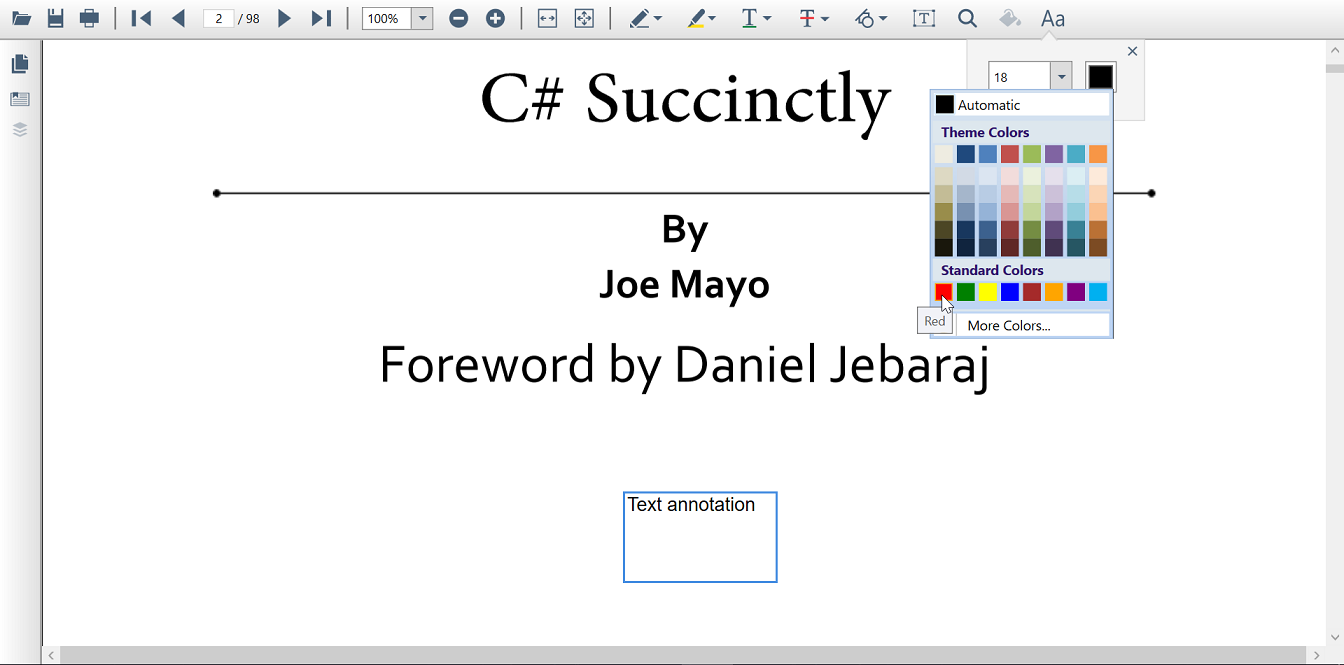 2 / 98
100%
T
T
T
Aa
18
C# Succinctly
Automatic
Theme Colors
By
Standard Colors
Joe Mayo
Red
More Colors...
Foreword by Daniel Jebaraj
Text annotation